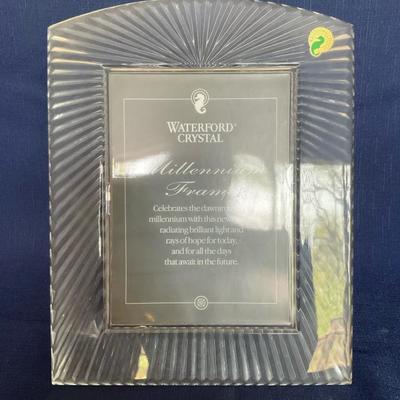 WATERFORD®
CRYSTAL
Millennium
Frame
Celebrates the dawning
millennium with this new
radiating brilliant light and
rays of hope for today,
and for all the days
that await in the future.